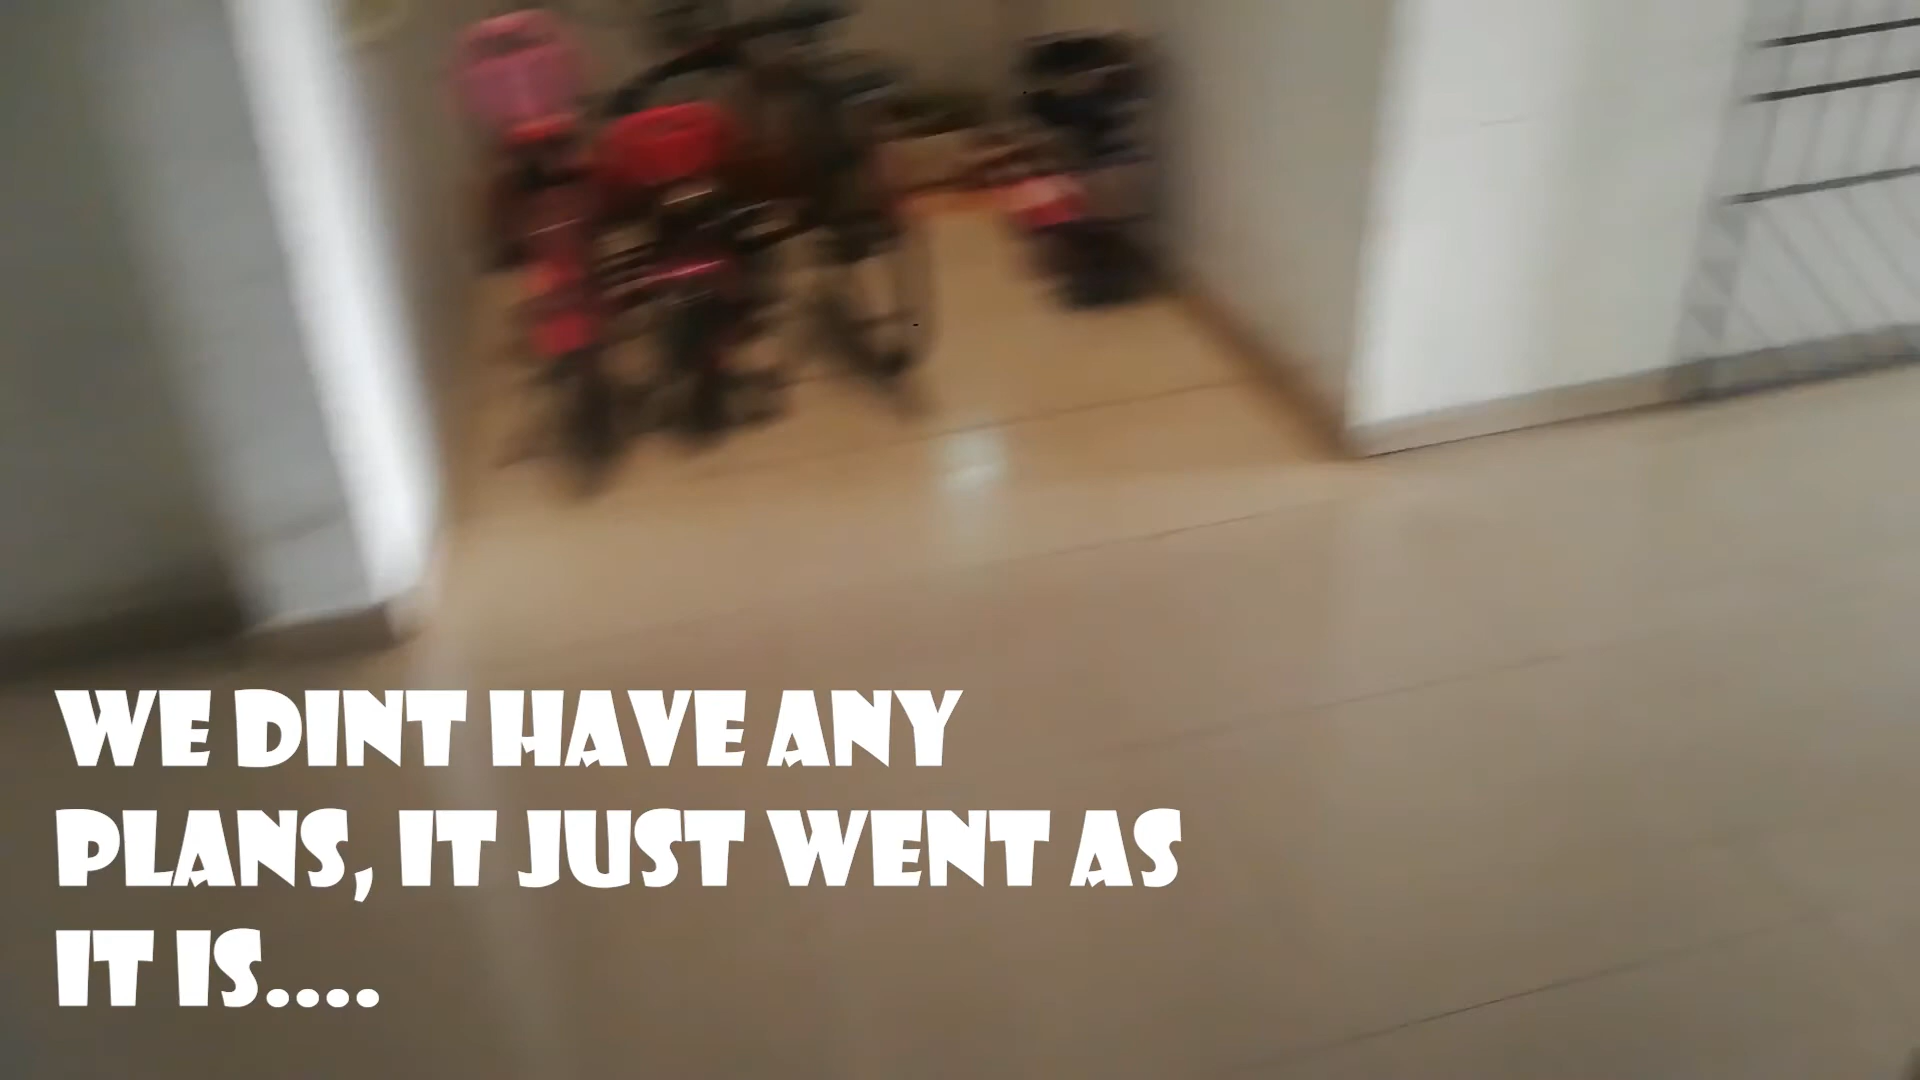 WE DINT HAVE ANY
PLANS, IT JUST WENT AS
IT IS....